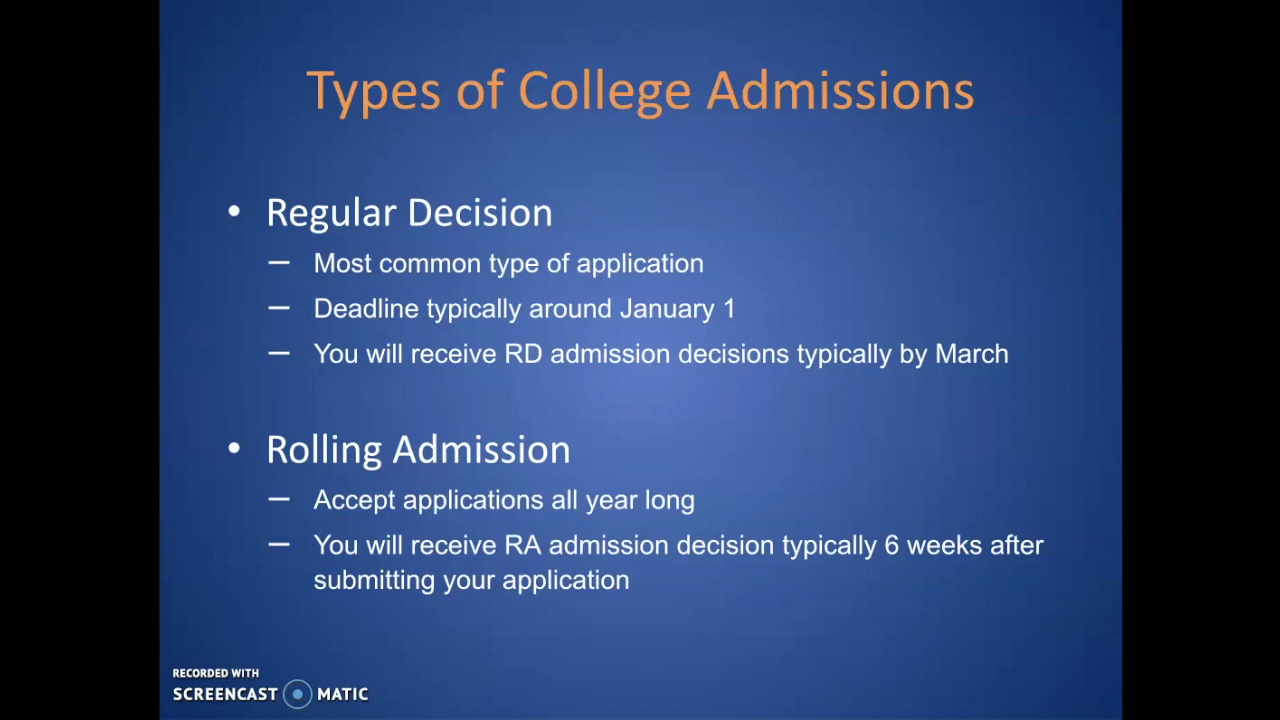 Types of College Admissions
• Regular Decision
– Most common type of application
– Deadline typically around January 1
– You will receive RD admission decisions typically by March
• Rolling Admission
– Accept applications all year long
– You will receive RA admission decision typically 6 weeks after
submitting your application
RECORDED WITH
SCREENCAST MATIC